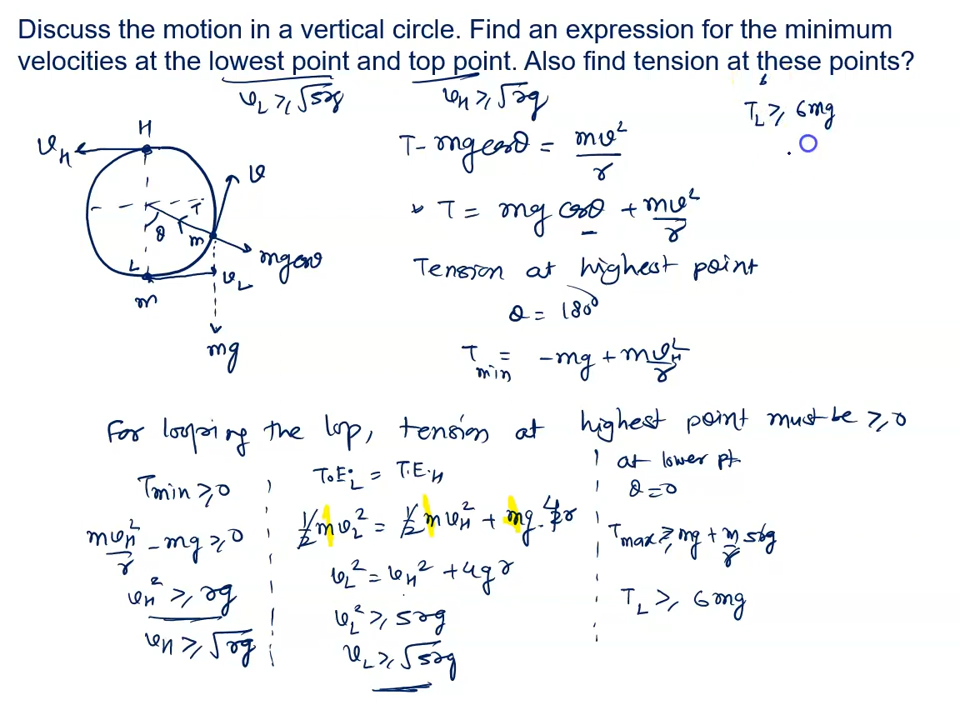 Discuss the motion in a vertical circle. Find an expression for the minimum
velocities at the lowest point and top point. Also find tension at these points?
v_L ≥ √5rg
v_H ≥ √rg
T_L ≥ 6mg
. O
H
v_H
v
T
θ
m
mg cosθ
L
v_L
m
mg
T - mg cosθ = mv²/r
T = mg cosθ + mv²/r
Tension at highest point
θ = 180°
T_min = -mg + mv_H²/r
For looping the lop, tension at highest point must be ≥ 0
T_min ≥ 0
mv_H²/r - mg ≥ 0
v_H² ≥ rg
v_H ≥ √rg
T.E._L = T.E._H
½ m v_L² = ½ m v_H² + mg . 2r
4
v_L² = v_H² + 4gr
v_L² ≥ 5rg
v_L ≥ √5rg
at lower pt.
θ = 0
T_max ≥ mg + m/r 5rg
T_L ≥ 6mg